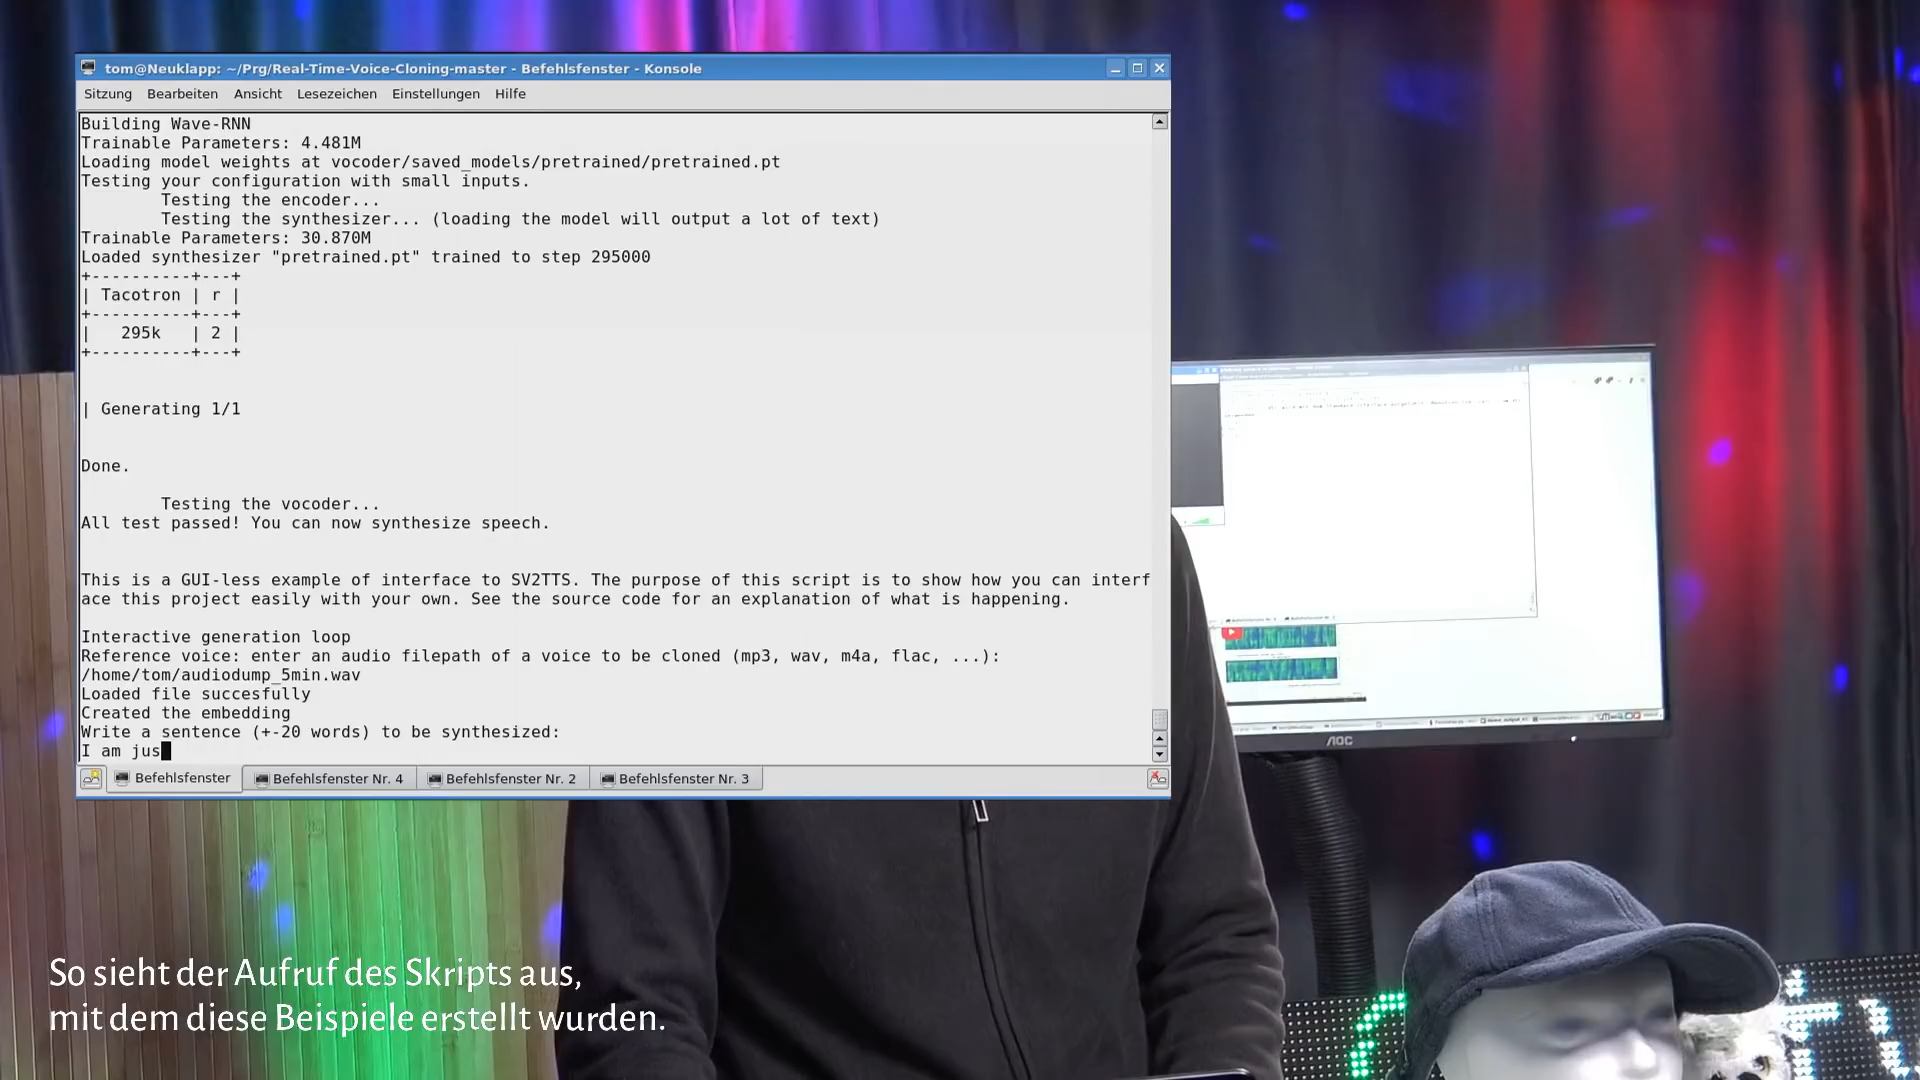 tom@Neuklapp: ~/Prg/Real-Time-Voice-Cloning-master - Befehlsfenster - Konsole
Sitzung Bearbeiten Ansicht Lesezeichen Einstellungen Hilfe
Building Wave-RNN
Trainable Parameters: 4.481M
Loading model weights at vocoder/saved_models/pretrained/pretrained.pt
Testing your configuration with small inputs.
Testing the encoder...
Testing the synthesizer... (loading the model will output a lot of text)
Trainable Parameters: 30.870M
Loaded synthesizer "pretrained.pt" trained to step 295000
+----------+---+
| Tacotron | r |
+----------+---+
|   295k   | 2 |
+----------+---+
| Generating 1/1
Done.
Testing the vocoder...
All test passed! You can now synthesize speech.
This is a GUI-less example of interface to SV2TTS. The purpose of this script is to show how you can interf
ace this project easily with your own. See the source code for an explanation of what is happening.
Interactive generation loop
Reference voice: enter an audio filepath of a voice to be cloned (mp3, wav, m4a, flac, ...):
/home/tom/audiodump_5min.wav
Loaded file succesfully
Created the embedding
Write a sentence (+-20 words) to be synthesized:
I am jus
Befehlsfenster Befehlsfenster Nr. 4 Befehlsfenster Nr. 2 Befehlsfenster Nr. 3
AOC
So sieht der Aufruf des Skripts aus,
mit dem diese Beispiele erstellt wurden.